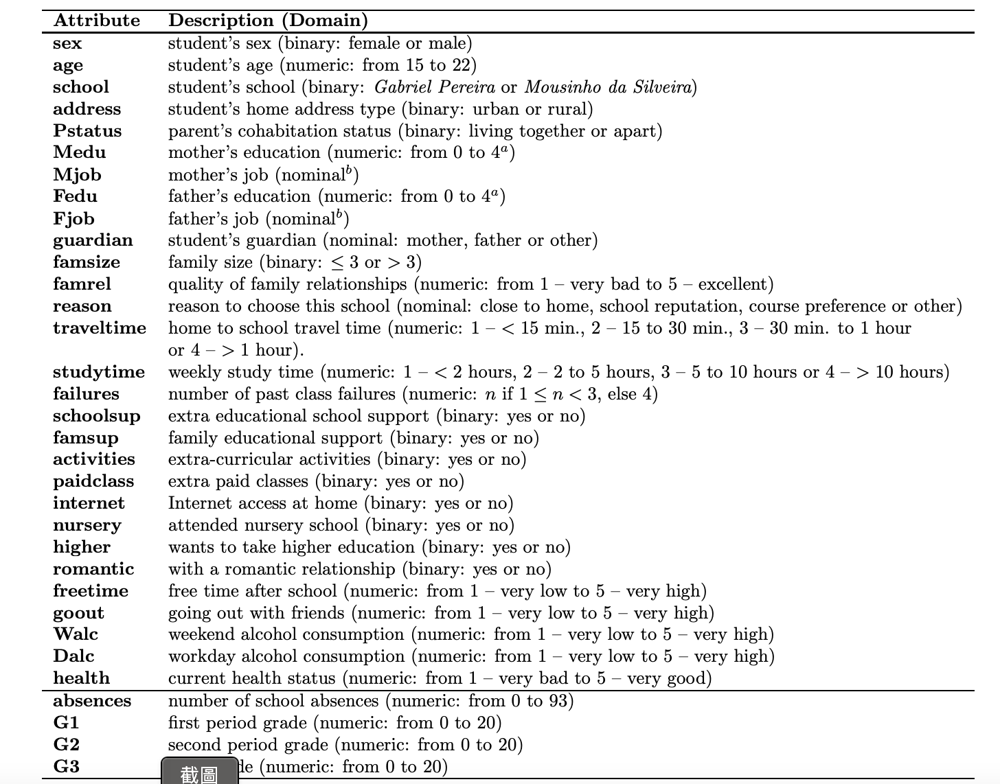 Attribute Description (Domain)
sex student's sex (binary: female or male)
age student's age (numeric: from 15 to 22)
school student's school (binary: Gabriel Pereira or Mousinho da Silveira)
address student's home address type (binary: urban or rural)
Pstatus parent's cohabitation status (binary: living together or apart)
Medu mother's education (numeric: from 0 to 4ᵃ)
Mjob mother's job (nominalᵇ)
Fedu father's education (numeric: from 0 to 4ᵃ)
Fjob father's job (nominalᵇ)
guardian student's guardian (nominal: mother, father or other)
famsize family size (binary: ≤ 3 or > 3)
famrel quality of family relationships (numeric: from 1 – very bad to 5 – excellent)
reason reason to choose this school (nominal: close to home, school reputation, course preference or other)
traveltime home to school travel time (numeric: 1 – < 15 min., 2 – 15 to 30 min., 3 – 30 min. to 1 hour
or 4 – > 1 hour).
studytime weekly study time (numeric: 1 – < 2 hours, 2 – 2 to 5 hours, 3 – 5 to 10 hours or 4 – > 10 hours)
failures number of past class failures (numeric: n if 1 ≤ n < 3, else 4)
schoolsup extra educational school support (binary: yes or no)
famsup family educational support (binary: yes or no)
activities extra-curricular activities (binary: yes or no)
paidclass extra paid classes (binary: yes or no)
internet Internet access at home (binary: yes or no)
nursery attended nursery school (binary: yes or no)
higher wants to take higher education (binary: yes or no)
romantic with a romantic relationship (binary: yes or no)
freetime free time after school (numeric: from 1 – very low to 5 – very high)
goout going out with friends (numeric: from 1 – very low to 5 – very high)
Walc weekend alcohol consumption (numeric: from 1 – very low to 5 – very high)
Dalc workday alcohol consumption (numeric: from 1 – very low to 5 – very high)
health current health status (numeric: from 1 – very bad to 5 – very good)
absences number of school absences (numeric: from 0 to 93)
G1 first period grade (numeric: from 0 to 20)
G2 second period grade (numeric: from 0 to 20)
G3 (numeric: from 0 to 20)
截圖